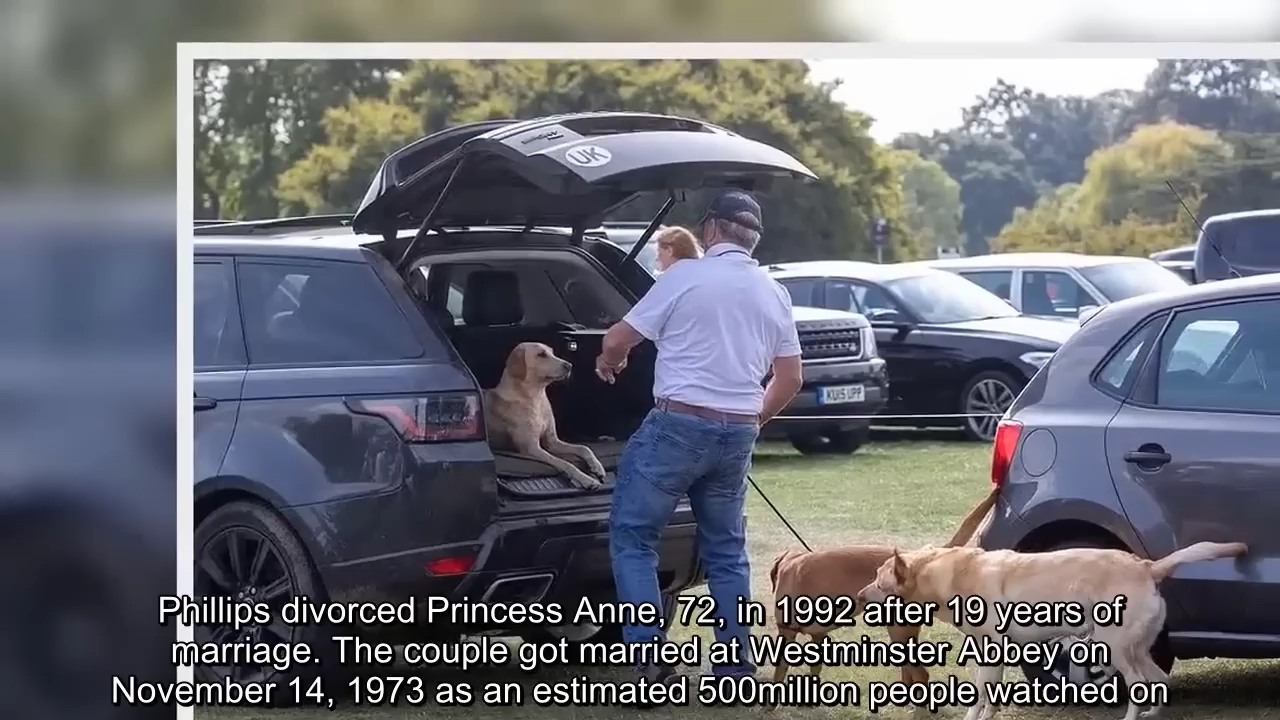 UK
KU15 UPP
Phillips divorced Princess Anne, 72, in 1992 after 19 years of
marriage. The couple got married at Westminster Abbey on
November 14, 1973 as an estimated 500million people watched on